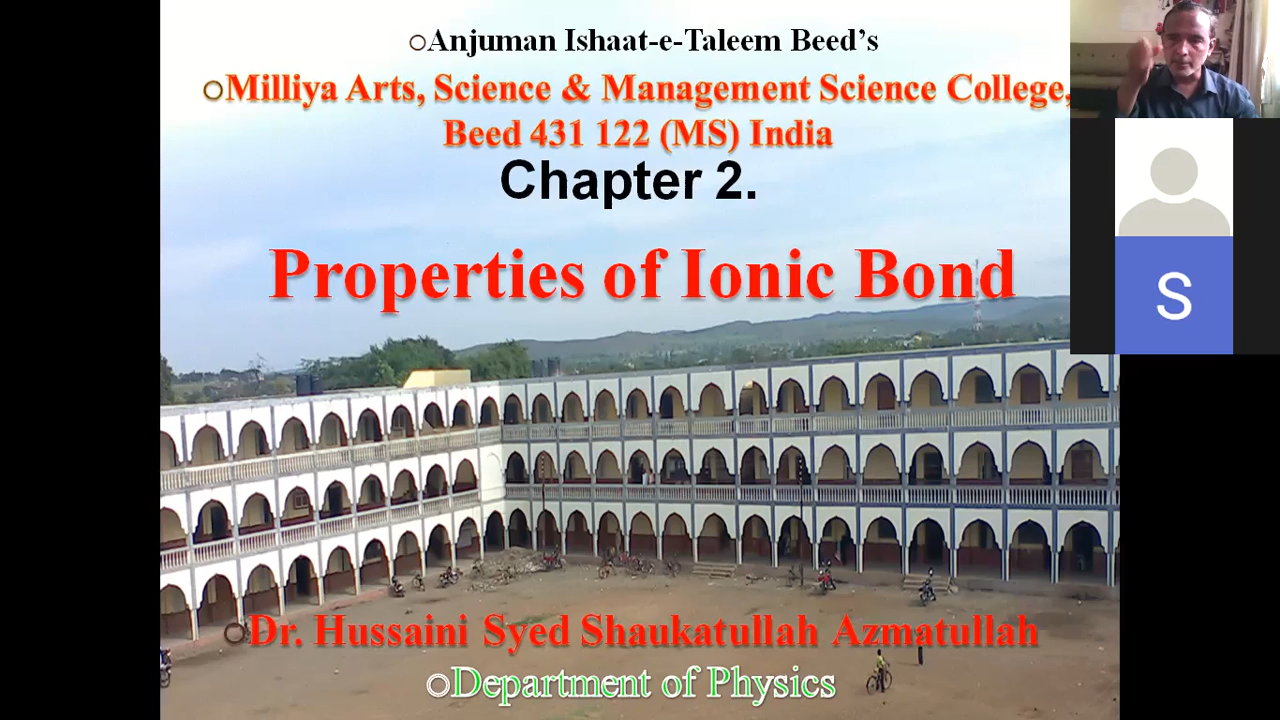 Anjuman Ishaat-e-Taleem Beed’s
Milliya Arts, Science & Management Science College,
Beed 431 122 (MS) India
Chapter 2.
Properties of Ionic Bond
S
Dr. Hussaini Syed Shaukatullah Azmatullah
Department of Physics